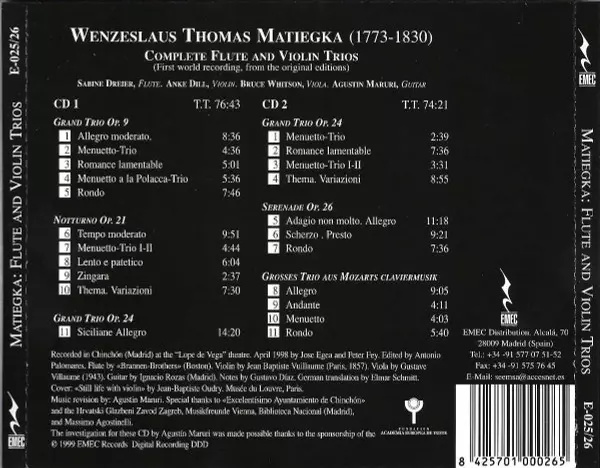 WENZESLAUS THOMAS MATIEGKA (1773-1830)
COMPLETE FLUTE AND VIOLIN TRIOS
(First world recording, from the original editions)
SABINE DREIER, FLUTE. ANKE DILL, VIOLIN. BRUCE WHITSON, VIOLA. AGUSTIN MARURI, GUITAR
CD 1 T.T. 76:43
GRAND TRIO OP. 9
1 Allegro moderato. 8:36
2 Menuetto-Trio 4:36
3 Romance lamentable 5:01
4 Menuetto a la Polacca-Trio 5:36
5 Rondo 7:46
NOTTURNO OP. 21
6 Tempo moderato 9:51
7 Menuetto-Trio I-II 4:44
8 Lento e patetico 6:04
9 Zingara 2:37
10 Thema. Variazioni 7:30
GRAND TRIO OP. 24
11 Siciliane Allegro 14:20
CD 2 T.T. 74:21
GRAND TRIO OP. 24
1 Menuetto-Trio 2:39
2 Romance lamentable 7:36
3 Menuetto-Trio I-II 3:31
4 Thema. Variazioni 8:55
SERENADE OP. 26
5 Adagio non molto. Allegro 11:18
6 Scherzo . Presto 9:21
7 Rondo 7:36
GROSSES TRIO AUS MOZARTS CLAVIERMUSIK
8 Allegro 9:05
9 Andante 4:11
10 Menuetto 4:03
11 Rondo 5:40
Recorded in Chinchón (Madrid) at the "Lope de Vega" theatre. April 1998 by Jose Egea and Peter Fey. Edited by Antonio
Palomares. Flute by «Brannen-Brothers» (Boston). Violin by Jean Baptiste Vuillaume (Paris, 1857). Viola by Gustave
Villaume (1943). Guitar by Ignacio Rozas (Madrid). Notes by Gustavo Díaz. German translation by Elmar Schmitt.
Cover: «Still life with violin» by Jean-Baptiste Oudry. Musée du Louvre, Paris.
Music revision by: Agustín Maruri. Special thanks to «Excelentísimo Ayuntamiento de Chinchón»
and the Hrvatski Glazbeni Zavod Zagreb, Musikfreunde Vienna, Biblioteca Nacional (Madrid),
and Massimo Agostinelli.
The investigation for these CD by Agustín Maruri was made possible thanks to the sponsorship of the
© 1999 EMEC Records Digital Recording DDD
FUNDACION
ACADEMIA EUROPEA DE YUSTE
EMEC
EMEC Distribution. Alcalá, 70
28009 Madrid (Spain)
Tel.: +34 -91 577 07 51-52
Fax: +34 -91 575 76 45
E-Mail: seemsa@accesnet.es
8 425701 000265
E-025/26
MATIEGKA: FLUTE AND VIOLIN TRIOS
EMEC
EMEC
MATIEGKA: FLUTE AND VIOLIN TRIOS
E-025/26